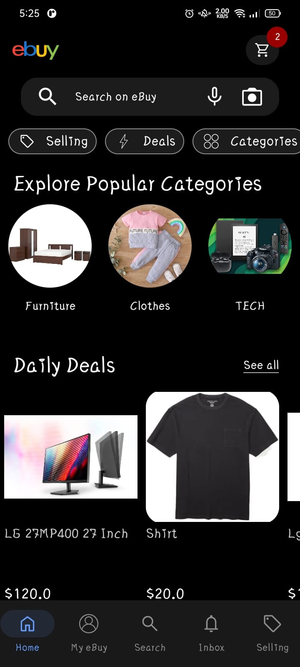 5:25
2.00
KB/S
50
ebuy
2
Search on eBuy
Selling
Deals
Categories
Explore Popular Categories
Furniture
Clothes
TECH
Daily Deals
See all
LG 27MP400 27 Inch
Shirt
Lg
$120.0
$20.0
Home
My eBuy
Search
Inbox
Selling